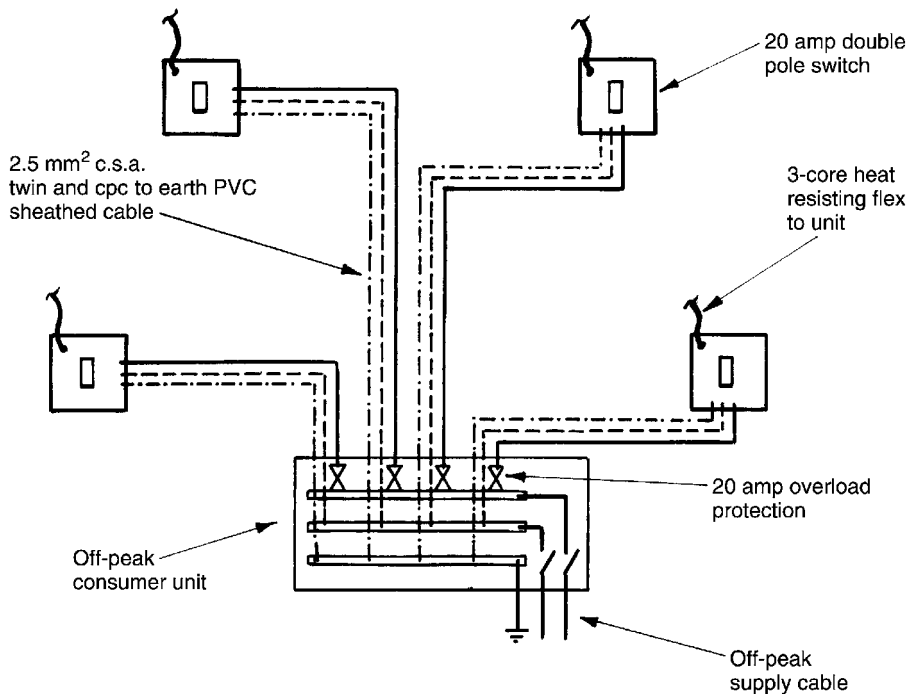 20 amp double
pole switch
2.5 mm² c.s.a.
twin and cpc to earth PVC
sheathed cable
3-core heat
resisting flex
to unit
20 amp overload
protection
Off-peak
consumer unit
Off-peak
supply cable